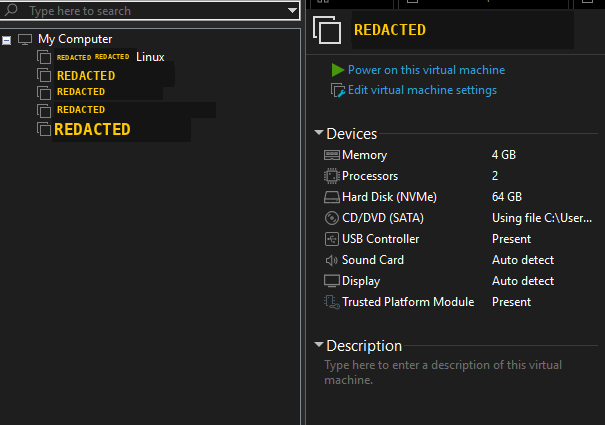 Type here to search
My Computer
REDACTED REDACTED Linux
REDACTED
REDACTED
REDACTED
REDACTED
REDACTED
Power on this virtual machine
Edit virtual machine settings
Devices
Memory 4 GB
Processors 2
Hard Disk (NVMe) 64 GB
CD/DVD (SATA) Using file C:\User...
USB Controller Present
Sound Card Auto detect
Display Auto detect
Trusted Platform Module Present
Description
Type here to enter a description of this virtual
machine.